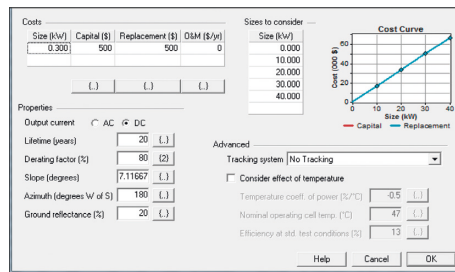 Costs
Size (kW) Capital ($) Replacement ($) O&M ($/yr)
0.300 500 500 0
{..} {..} {..}
Sizes to consider
Size (kW)
0.000
10.000
20.000
30.000
40.000
Cost Curve
Cost (000 $)
60
40
20
0
0 10 20 30 40
Size (kW)
Capital Replacement
Properties
Output current AC DC
Lifetime (years) 20 {..}
Derating factor (%) 80 {2}
Slope (degrees) 7.11667 {..}
Azimuth (degrees W of S) 180 {..}
Ground reflectance (%) 20 {..}
Advanced
Tracking system No Tracking
Consider effect of temperature
Temperature coeff. of power (%/°C) -0.5 {..}
Nominal operating cell temp. (°C) 47 {..}
Efficiency at std. test conditions (%) 13 {..}
Help Cancel OK